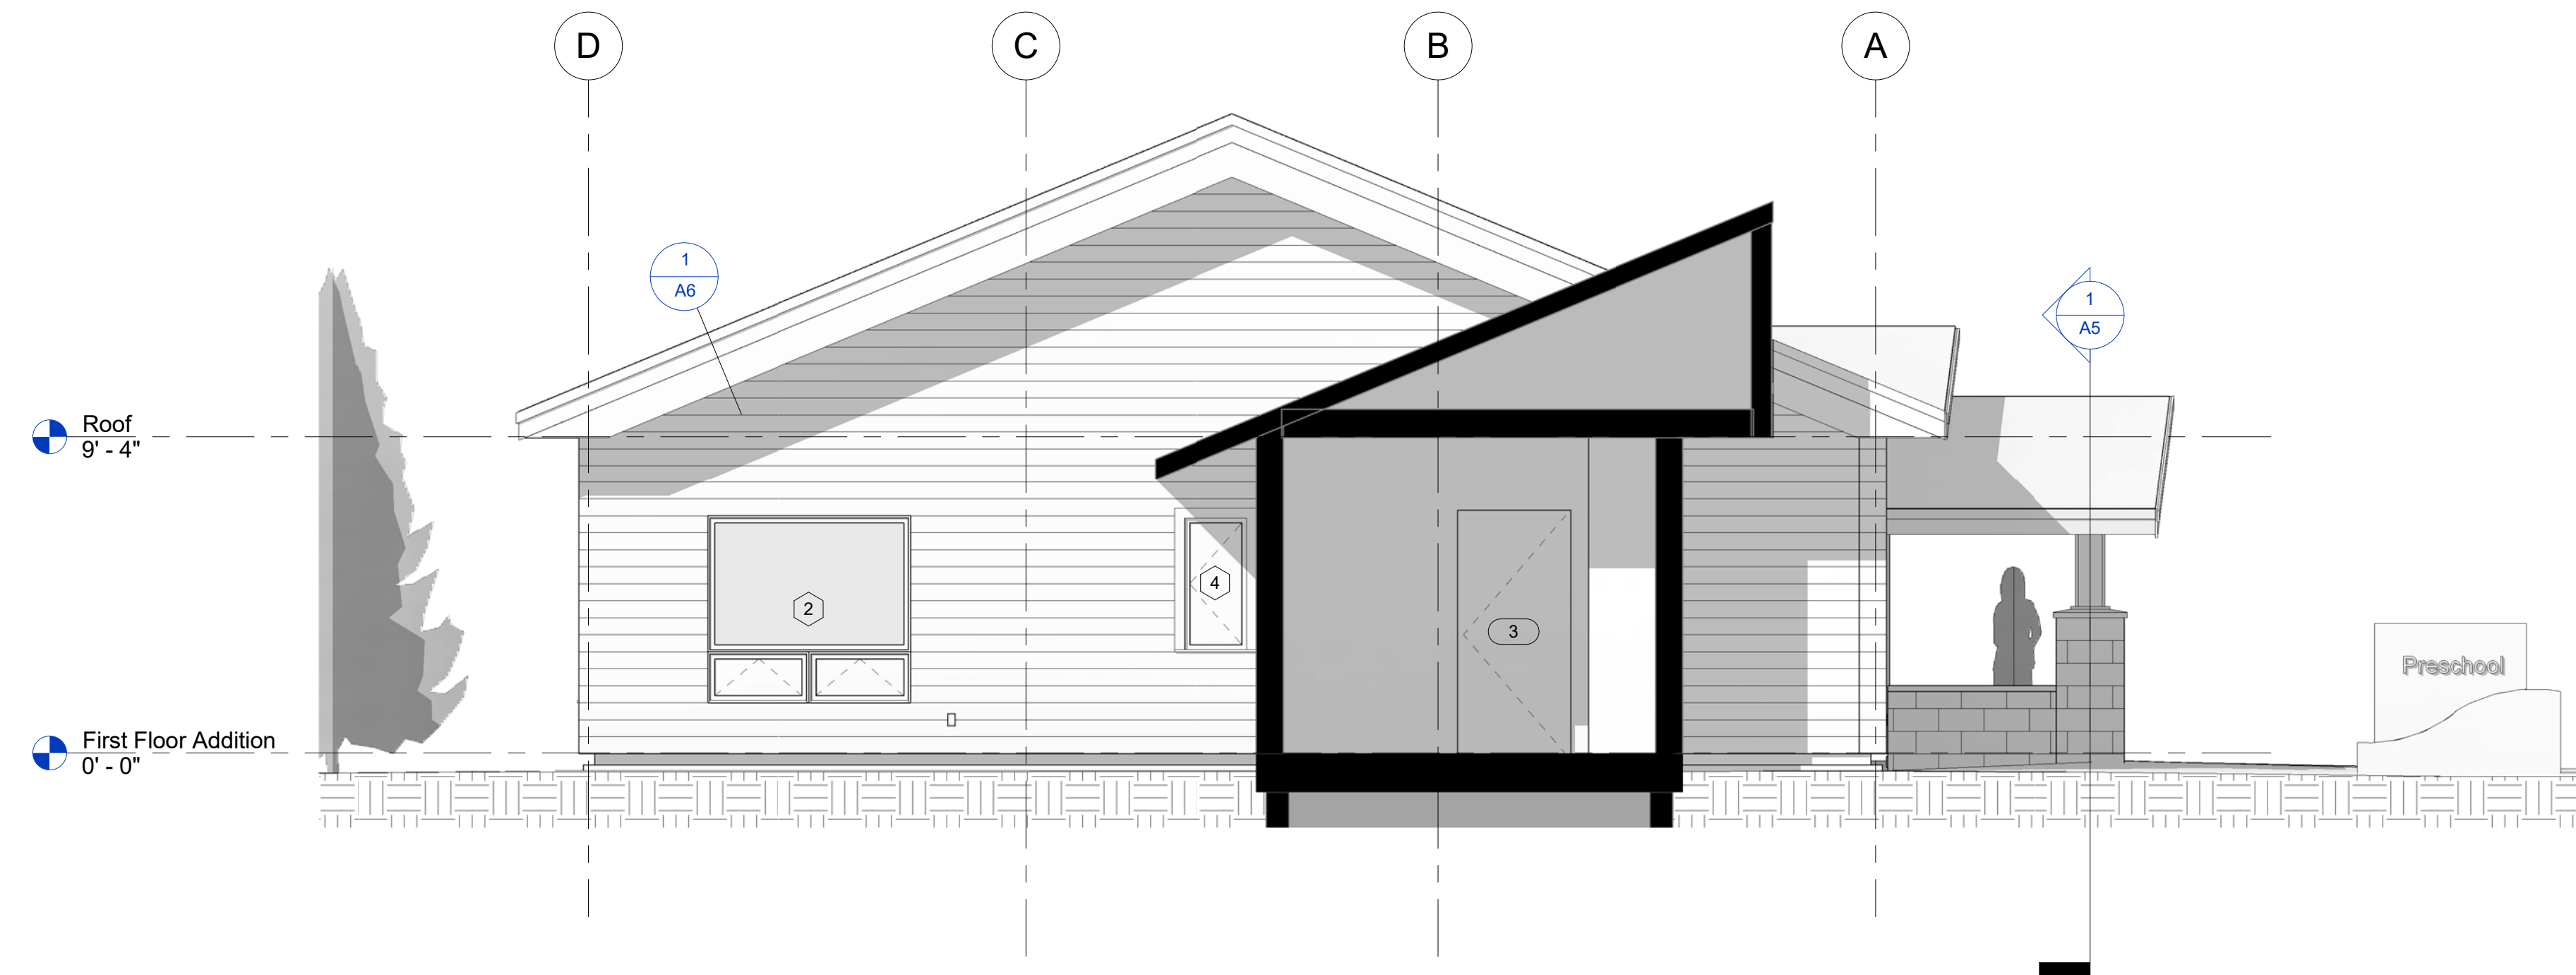 D
C
B
A
1
A6
1
A5
Roof
9' - 4"
4
2
3
Preschool
First Floor Addition
0' - 0"